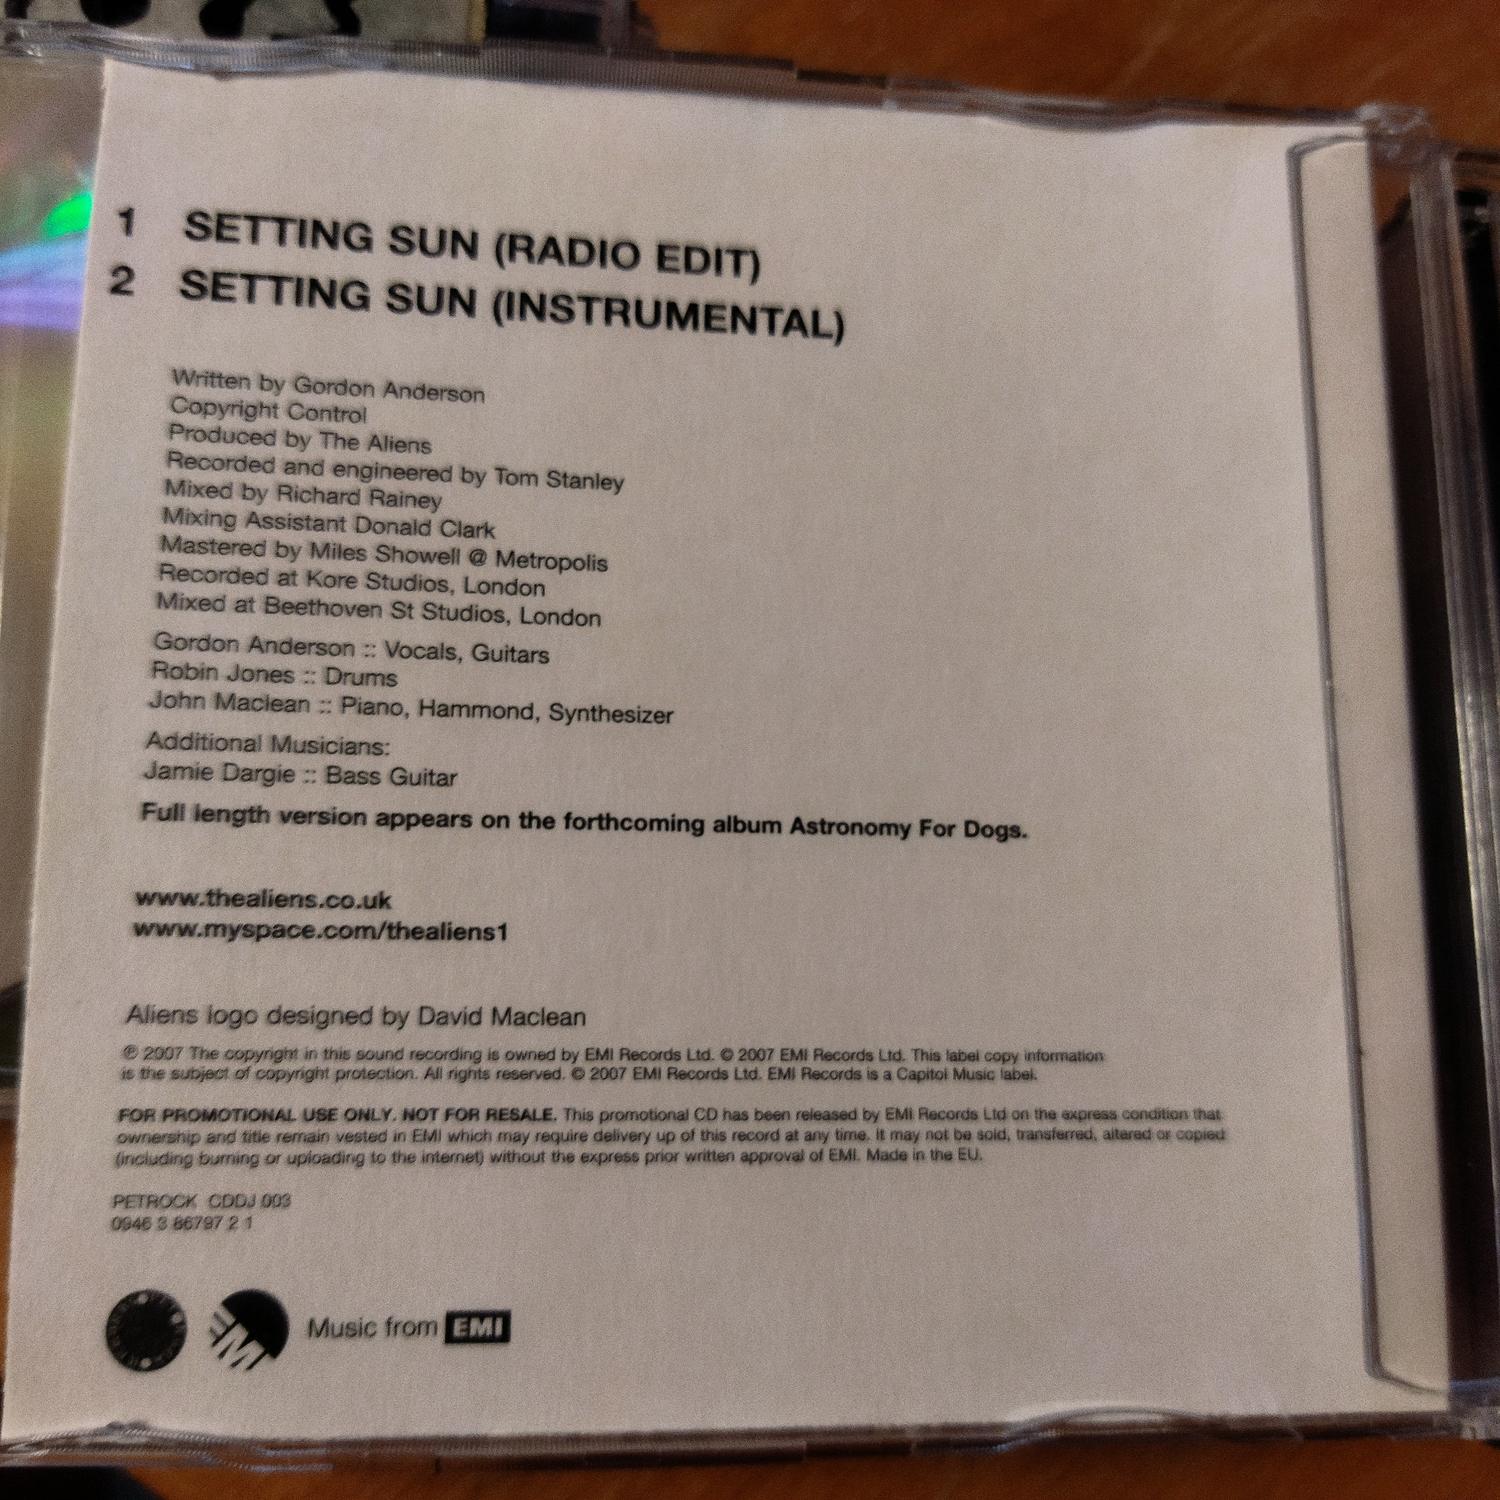 1 SETTING SUN (RADIO EDIT)
2 SETTING SUN (INSTRUMENTAL)
Written by Gordon Anderson
Copyright Control
Produced by The Aliens
Recorded and engineered by Tom Stanley
Mixed by Richard Rainey
Mixing Assistant Donald Clark
Mastered by Miles Showell @ Metropolis
Recorded at Kore Studios, London
Mixed at Beethoven St Studios, London
Gordon Anderson :: Vocals, Guitars
Robin Jones :: Drums
John Maclean :: Piano, Hammond, Synthesizer
Additional Musicians:
Jamie Dargie :: Bass Guitar
Full length version appears on the forthcoming album Astronomy For Dogs.
www.thealiens.co.uk
www.myspace.com/thealiens1
Aliens logo designed by David Maclean
℗ 2007 The copyright in this sound recording is owned by EMI Records Ltd. © 2007 EMI Records Ltd. This label copy information
is the subject of copyright protection. All rights reserved. © 2007 EMI Records Ltd. EMI Records is a Capitol Music label.
FOR PROMOTIONAL USE ONLY. NOT FOR RESALE. This promotional CD has been released by EMI Records Ltd on the express condition that
ownership and title remain vested in EMI which may require delivery up of this record at any time. It may not be sold, transferred, altered or copied
(including burning or uploading to the internet) without the express prior written approval of EMI. Made in the EU.
PETROCK CDDJ 003
0946 3 86797 2 1
EMI Music from EMI